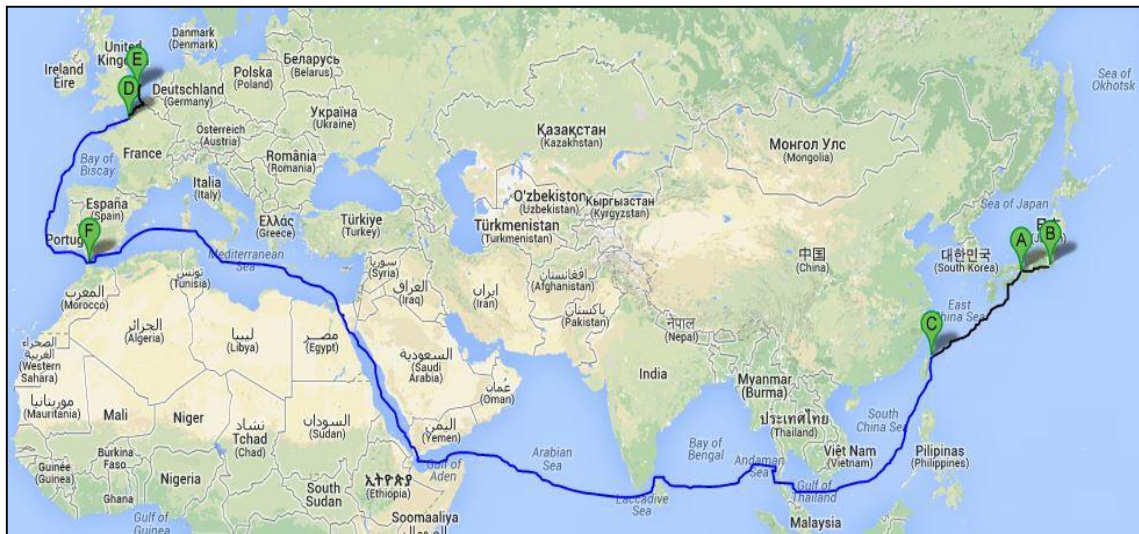 Danmark
(Denmark)
United
Kingdom
E
Ireland
Éire
D
Deutschland
(Germany)
Polska
(Poland)
Беларусь
(Belarus)
Україна
(Ukraine)
Österreich
(Austria)
France
Bay of
Biscay
România
(Romania)
Italia
(Italy)
España
(Spain)
Portugal
F
Ελλάς
(Greece)
Türkiye
(Turkey)
Mediterranean
Sea
Қазақстан
(Kazakhstan)
Монгол Улс
(Mongolia)
Sea of
Okhotsk
O'zbekiston
(Uzbekistan)
Кыргызстан
(Kyrgyzstan)
Türkmenistan
(Turkmenistan)
Sea of Japan
A
B
대한민국
(South Korea)
中国
(China)
East
China Sea
C
تونس
(Tunisia)
المغرب
(Morocco)
الجزائر
(Algeria)
ليبيا
(Libya)
مصر
(Egypt)
سوريا
(Syria)
العراق
(Iraq)
ایران
(Iran)
افغانستان
(Afghanistan)
پاکستان
(Pakistan)
नेपाल
(Nepal)
الصحراء
الغربية
(Western
Sahara)
السعودية
(Saudi
Arabia)
عُمان
(Oman)
India
Myanmar
(Burma)
موريتانيا
(Mauritania)
Mali
Niger
تشاد
(Chad)
السودان
(Sudan)
اليمن
(Yemen)
Gulf of
Aden
Arabian
Sea
Bay of
Bengal
ประเทศไทย
(Thailand)
Andaman
Sea
Việt Nam
(Vietnam)
South
China Sea
Pilipinas
(Philippines)
Guinée
(Guinea)
Burkina
Faso
Ghana
Nigeria
South
Sudan
ኢትዮጵያ
(Ethiopia)
Soomaaliya
Laccadive
Sea
Gulf of
Thailand
Malaysia
Gulf of
Guinea